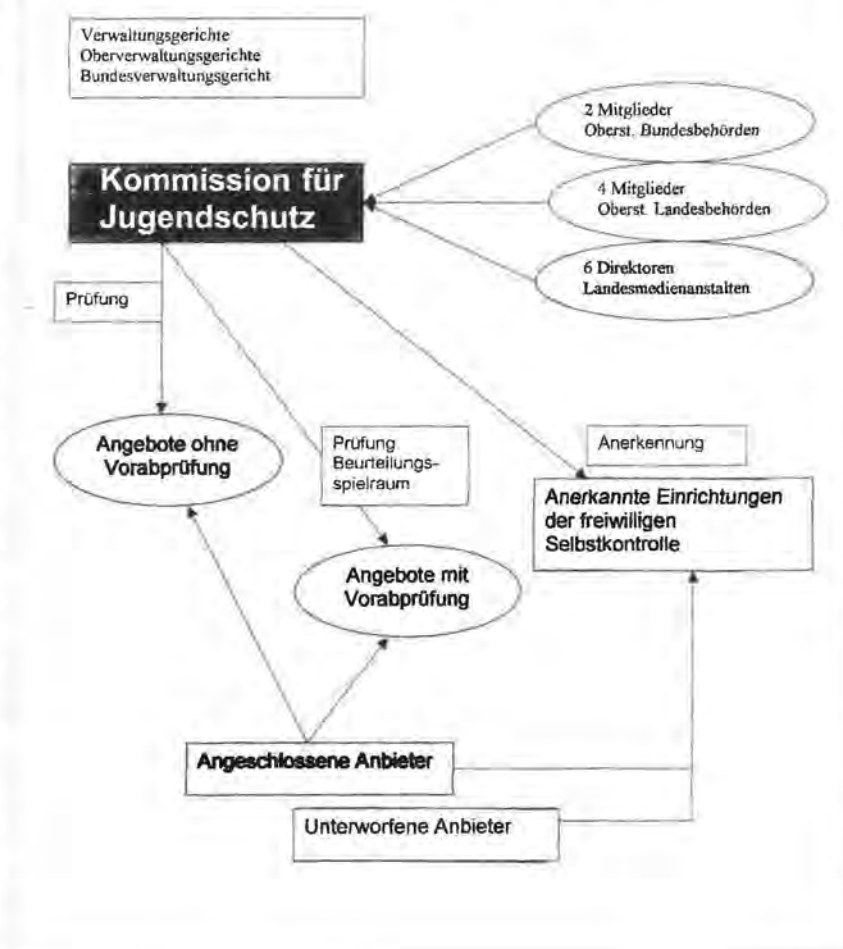 Verwaltungsgerichte
Oberverwaltungsgerichte
Bundesverwaltungsgericht
2 Mitglieder
Oberst. Bundesbehörden
Kommission für
Jugendschutz
4 Mitglieder
Oberst. Landesbehörden
6 Direktoren
Landesmedienanstalten
Prüfung
Angebote ohne
Vorabprüfung
Prüfung
Beurteilungs-
spielraum
Anerkennung
Anerkannte Einrichtungen
der freiwilligen
Selbstkontrolle
Angebote mit
Vorabprüfung
Angeschlossene Anbieter
Unterworfene Anbieter